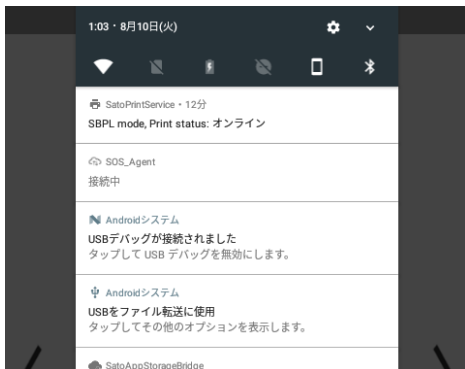 1:03・8月10日(火)
SatoPrintService・12分
SBPL mode, Print status: オンライン
SOS_Agent
接続中
Androidシステム
USBデバッグが接続されました
タップして USB デバッグを無効にします。
Androidシステム
USBをファイル転送に使用
タップしてその他のオプションを表示します。
SatoAppStorageBridge